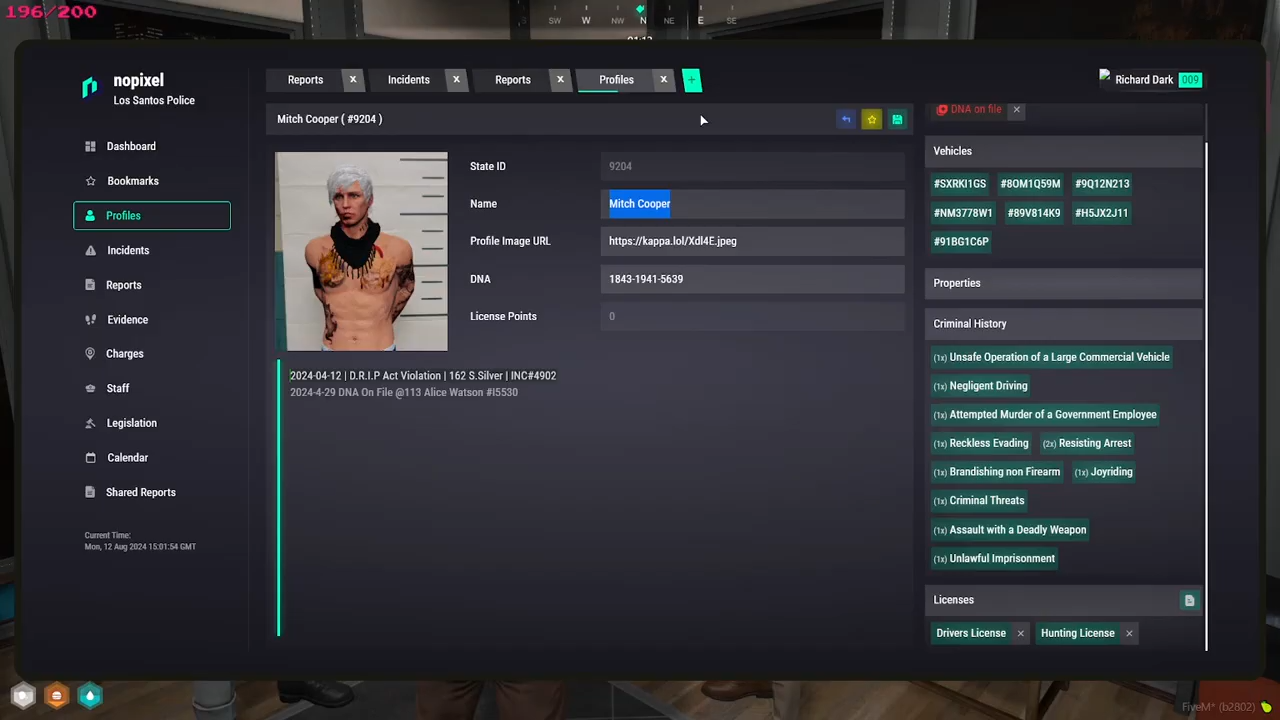 196/200
S SW W NW N NE E SE
nopixel
Los Santos Police
Reports x Incidents x Reports x Profiles x +
Richard Dark 009
Mitch Cooper ( #9204 )
Dashboard
Bookmarks
Profiles
Incidents
Reports
Evidence
Charges
Staff
Legislation
Calendar
Shared Reports
Current Time:
Mon, 12 Aug 2024 15:01:54 GMT
State ID 9204
Name Mitch Cooper
Profile Image URL https://kappa.lol/Xdl4E.jpeg
DNA 1843-1941-5639
License Points 0
2024-04-12 | D.R.I.P Act Violation | 162 S.Silver | INC#4902
2024-4-29 DNA On File @113 Alice Watson #I5530
DNA on file x
Vehicles
#SXRKI1GS #8OM1Q59M #9Q12N213
#NM3778W1 #89V814K9 #H5JX2J11
#91BG1C6P
Properties
Criminal History
(1x) Unsafe Operation of a Large Commercial Vehicle
(1x) Negligent Driving
(1x) Attempted Murder of a Government Employee
(1x) Reckless Evading (2x) Resisting Arrest
(1x) Brandishing non Firearm (1x) Joyriding
(1x) Criminal Threats
(1x) Assault with a Deadly Weapon
(1x) Unlawful Imprisonment
Licenses
Drivers License x Hunting License x
FiveM* (b2802)